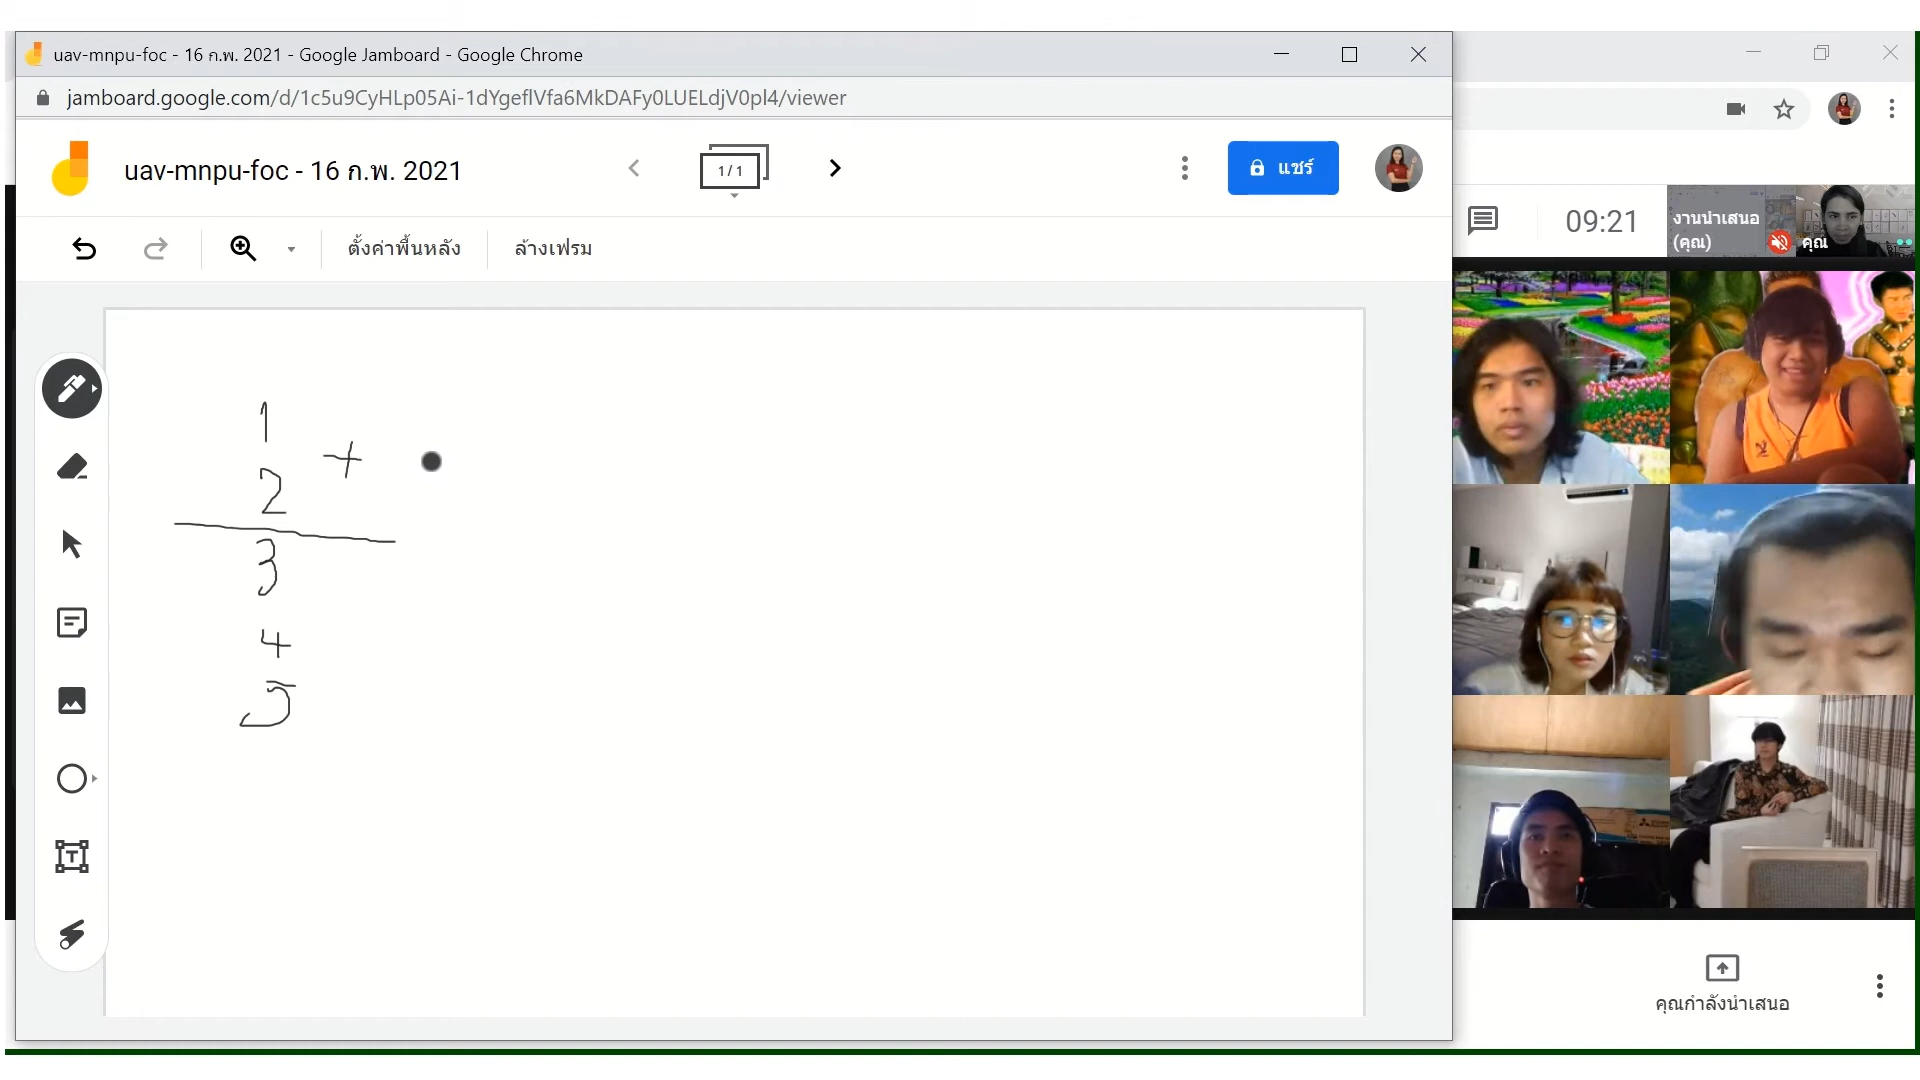 uav-mnpu-foc - 16 ก.พ. 2021 - Google Jamboard - Google Chrome
jamboard.google.com/d/1c5u9CyHLp05Ai-1dYgeflVfa6MkDAFy0LUELdjV0pl4/viewer
uav-mnpu-foc - 16 ก.พ. 2021
1/1
แชร์
ตั้งค่าพื้นหลัง
ล้างเฟรม
09:21
งานนำเสนอ
(คุณ)
คุณ
1
+
2
3
4
5
คุณกำลังนำเสนอ